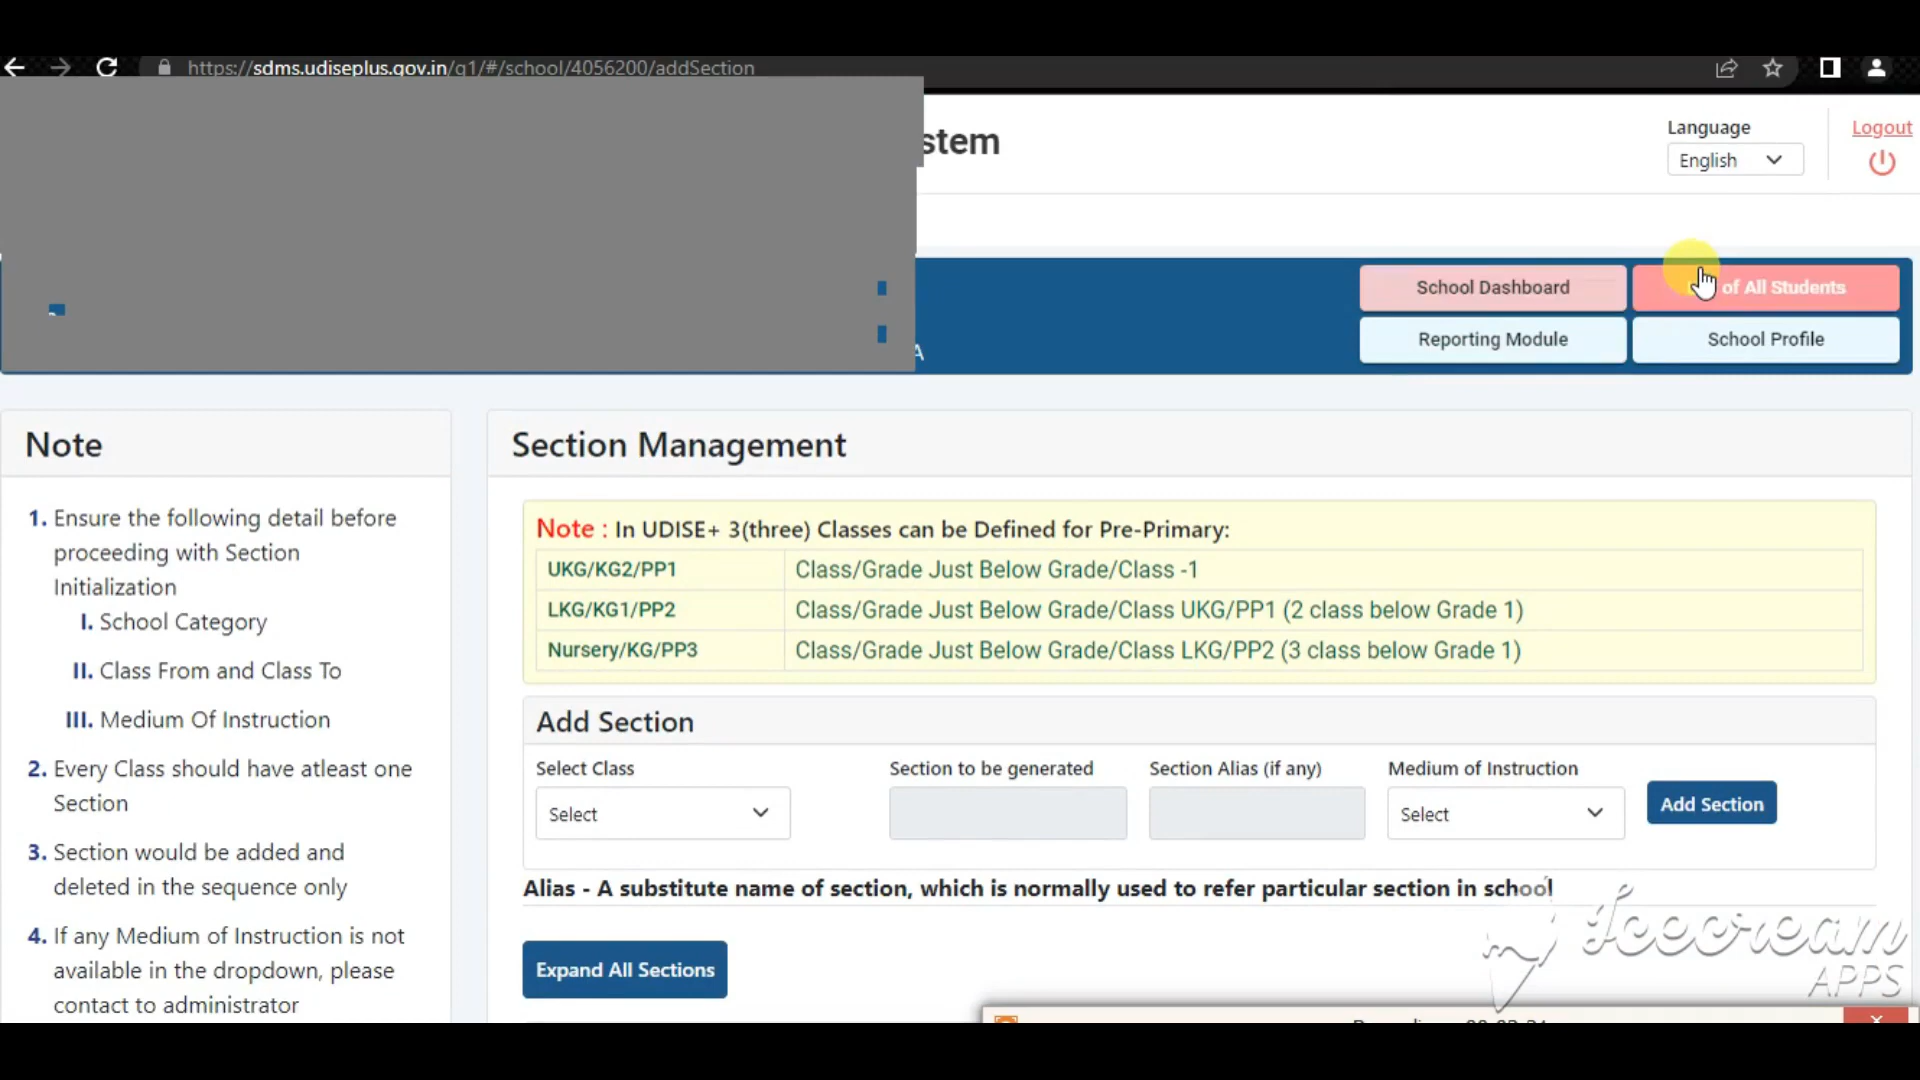 https://sdms.udiseplus.gov.in/g1/#/school/4056200/addSection
stem
Language
English
Logout
A
School Dashboard
of All Students
Reporting Module
School Profile
Note
1. Ensure the following detail before
proceeding with Section
Initialization
I. School Category
II. Class From and Class To
III. Medium Of Instruction
2. Every Class should have atleast one
Section
3. Section would be added and
deleted in the sequence only
4. If any Medium of Instruction is not
available in the dropdown, please
contact to administrator
Section Management
Note : In UDISE+ 3(three) Classes can be Defined for Pre-Primary:
UKG/KG2/PP1 Class/Grade Just Below Grade/Class -1
LKG/KG1/PP2 Class/Grade Just Below Grade/Class UKG/PP1 (2 class below Grade 1)
Nursery/KG/PP3 Class/Grade Just Below Grade/Class LKG/PP2 (3 class below Grade 1)
Add Section
Select Class Section to be generated Section Alias (if any) Medium of Instruction
Select Select Add Section
Alias - A substitute name of section, which is normally used to refer particular section in school
Expand All Sections
Icecream
APPS